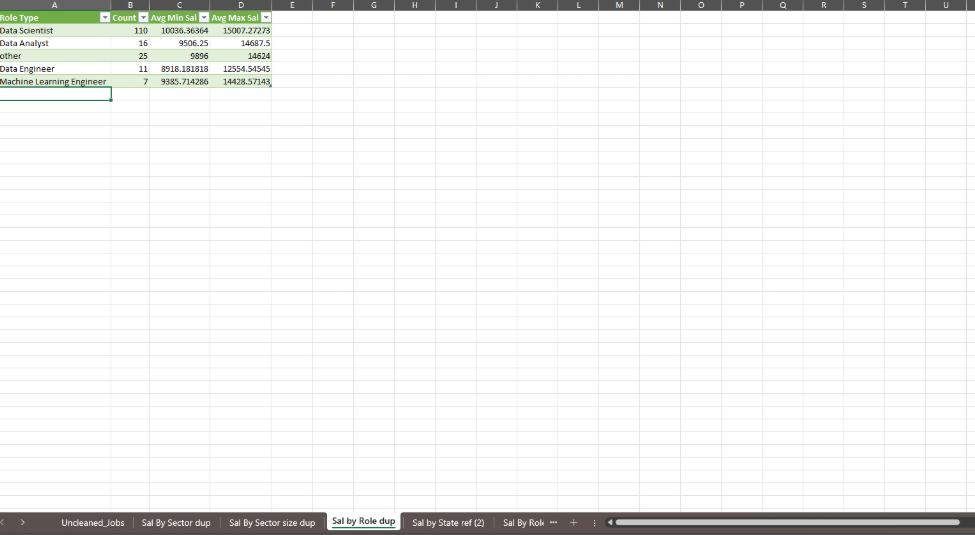 A B C D E F G H I J K L M N O P Q R S T U
Role Type Count Avg Min Sal Avg Max Sal
Data Scientist 110 10036.36364 15007.27273
Data Analyst 16 9506.25 14687.5
other 25 9896 14624
Data Engineer 11 8918.181818 12554.54545
Machine Learning Engineer 7 9385.714286 14428.57143
Uncleaned_Jobs Sal By Sector dup Sal By Sector size dup Sal by Role dup Sal by State ref (2) Sal By Role ...